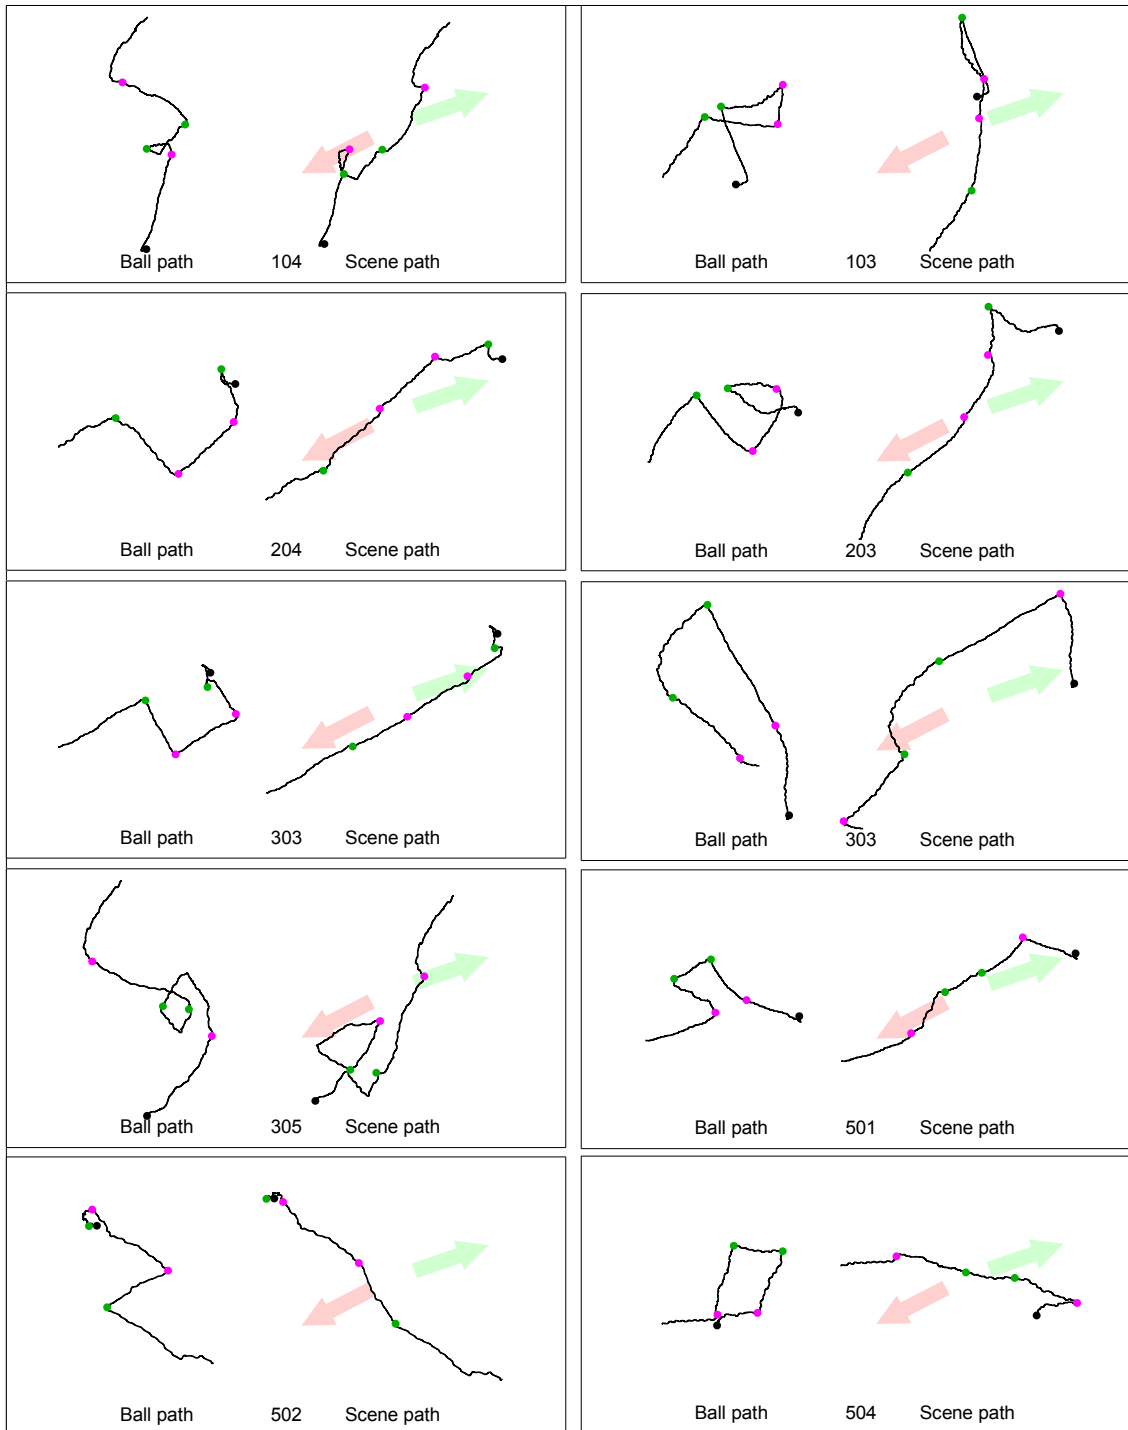 Ball path 104 Scene path
Ball path 103 Scene path
Ball path 204 Scene path
Ball path 203 Scene path
Ball path 303 Scene path
Ball path 303 Scene path
Ball path 305 Scene path
Ball path 501 Scene path
Ball path 502 Scene path
Ball path 504 Scene path